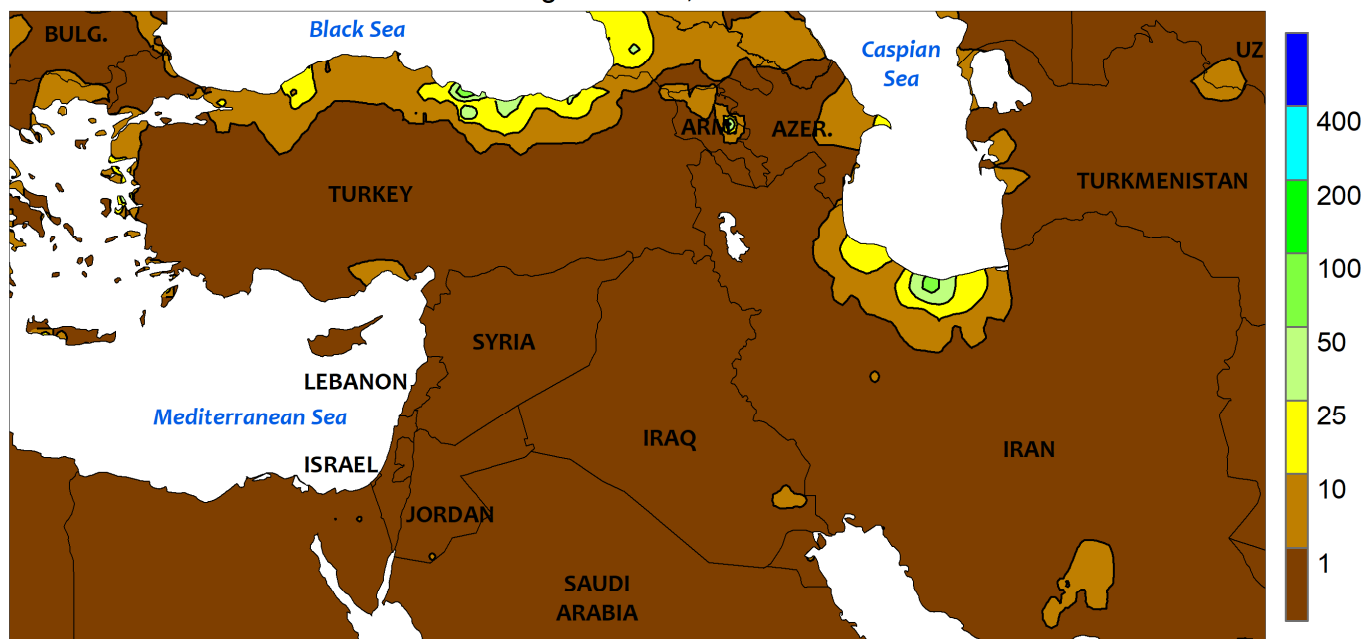 BULG.
Black Sea
Caspian
Sea
UZ
ARM.
AZER.
TURKEY
TURKMENISTAN
SYRIA
LEBANON
Mediterranean Sea
IRAQ
IRAN
ISRAEL
JORDAN
SAUDI
ARABIA
400
200
100
50
25
10
1